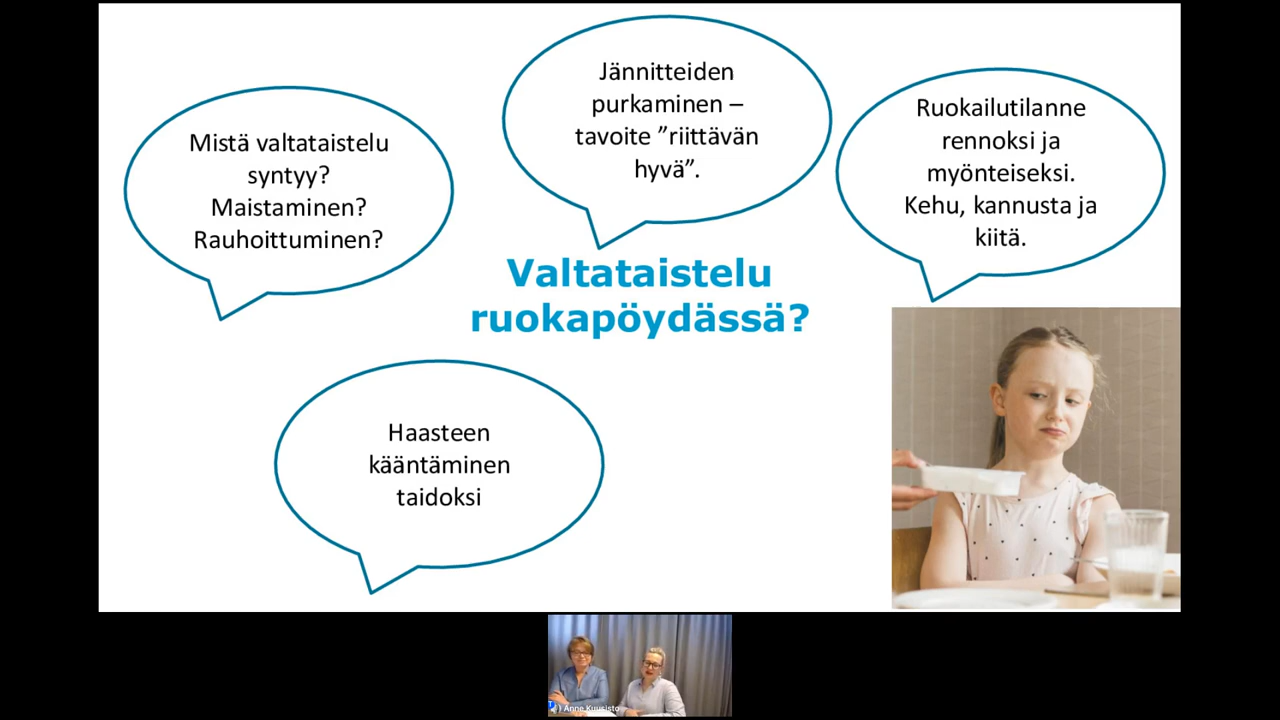 Jännitteiden
purkaminen –
tavoite ”riittävän
hyvä”.
Ruokailutilanne
rennoksi ja
myönteiseksi.
Kehu, kannusta ja
kiitä.
Mistä valtataistelu
syntyy?
Maistaminen?
Rauhoittuminen?
Valtataistelu
ruokapöydässä?
Haasteen
kääntäminen
taidoksi
Anne Kuusisto